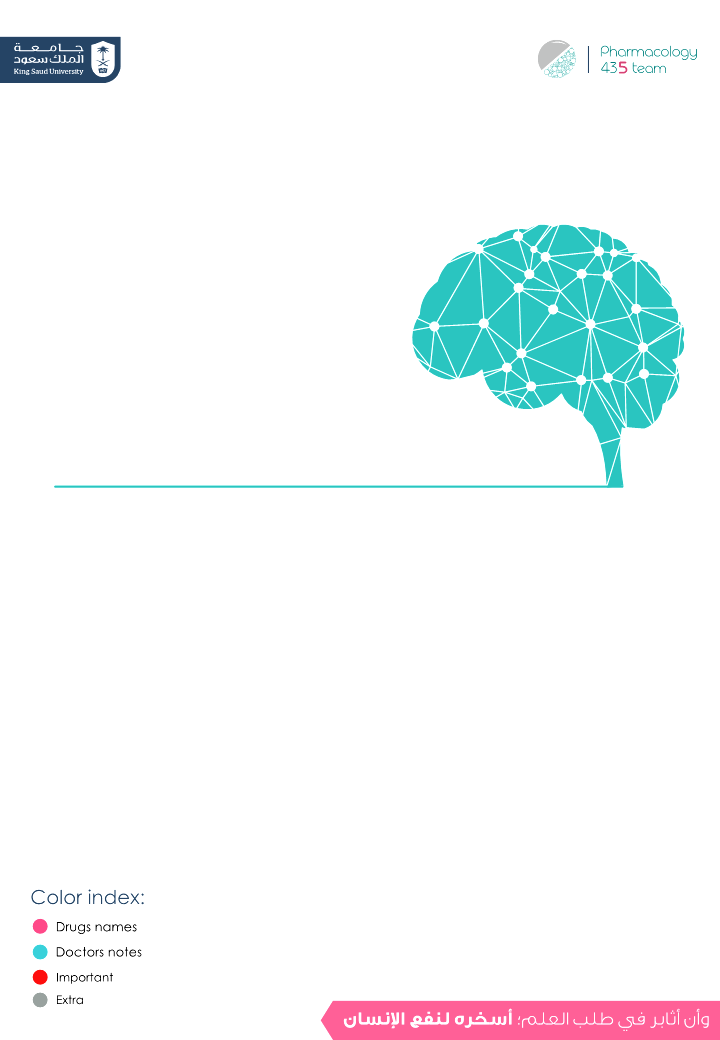 جامعة
الملك سعود
King Saud University
Pharmacology
435 team
Color index:
Drugs names
Doctors notes
Important
Extra
وأن أثابر في طلب العلم؛ أسخره لنفع الإنسان